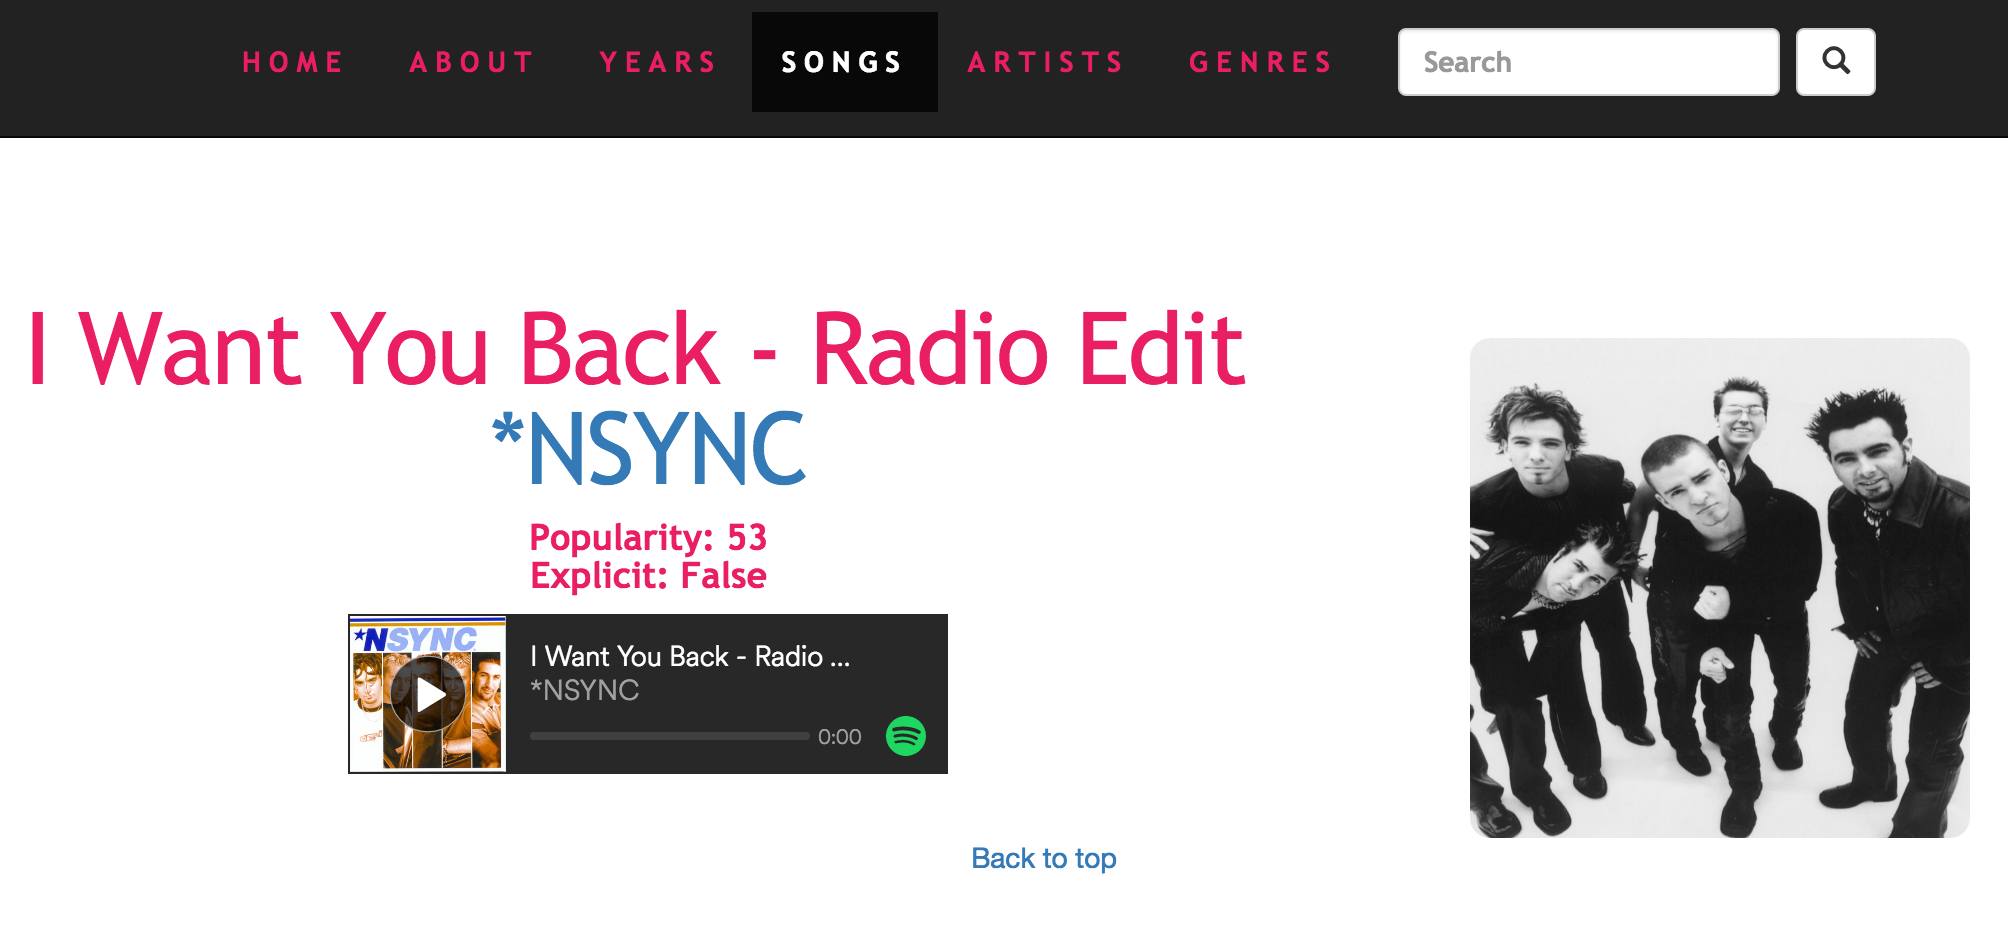 HOME ABOUT YEARS SONGS ARTISTS GENRES Search
I Want You Back - Radio Edit
*NSYNC
Popularity: 53
Explicit: False
*NSYNC
I Want You Back - Radio ...
*NSYNC
0:00
Back to top